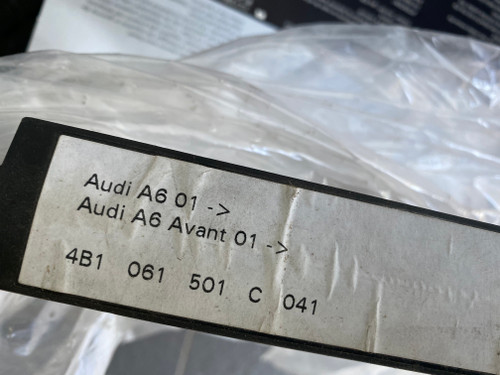 Audi A6 01 ->
Audi A6 Avant 01 ->
4B1 061 501 C 041